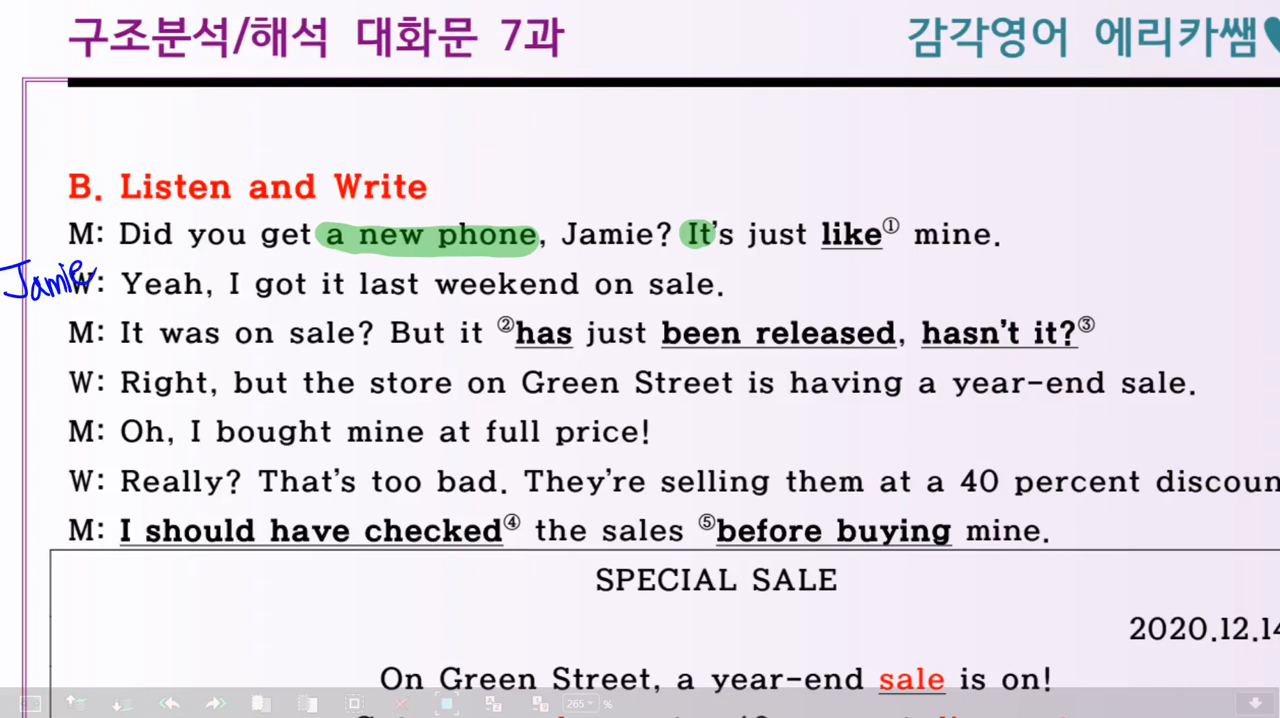 구조분석/해석 대화문 7과 감각영어 에리카쌤
B. Listen and Write
M: Did you get a new phone, Jamie? It's just like① mine.
Jamie
W: Yeah, I got it last weekend on sale.
M: It was on sale? But it ②has just been released, hasn't it?③
W: Right, but the store on Green Street is having a year-end sale.
M: Oh, I bought mine at full price!
W: Really? That's too bad. They're selling them at a 40 percent discoun
M: I should have checked④ the sales ⑤before buying mine.
SPECIAL SALE
2020.12.14
On Green Street, a year-end sale is on!
265 %